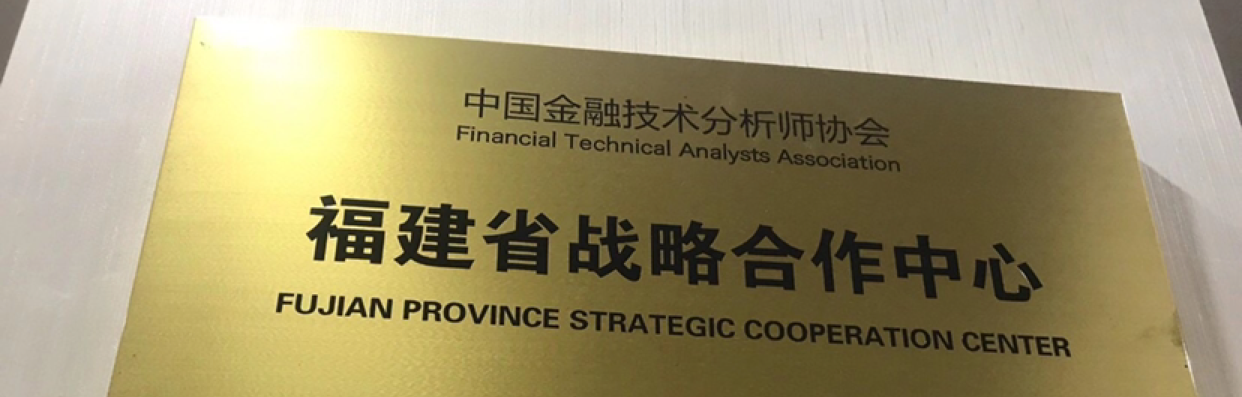 中国金融技术分析师协会
Financial Technical Analysts Association
福建省战略合作中心
FUJIAN PROVINCE STRATEGIC COOPERATION CENTER